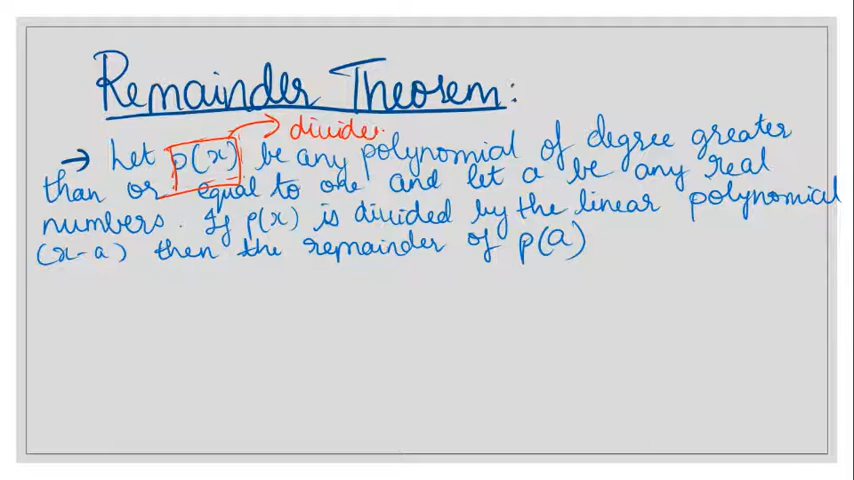 Remainder Theorem:
→ divide
→ Let p(x) be any polynomial of degree greater
than or equal to one and let a be any real
numbers. If p(x) is divided by the linear polynomial
(x-a) then the remainder of p(a)